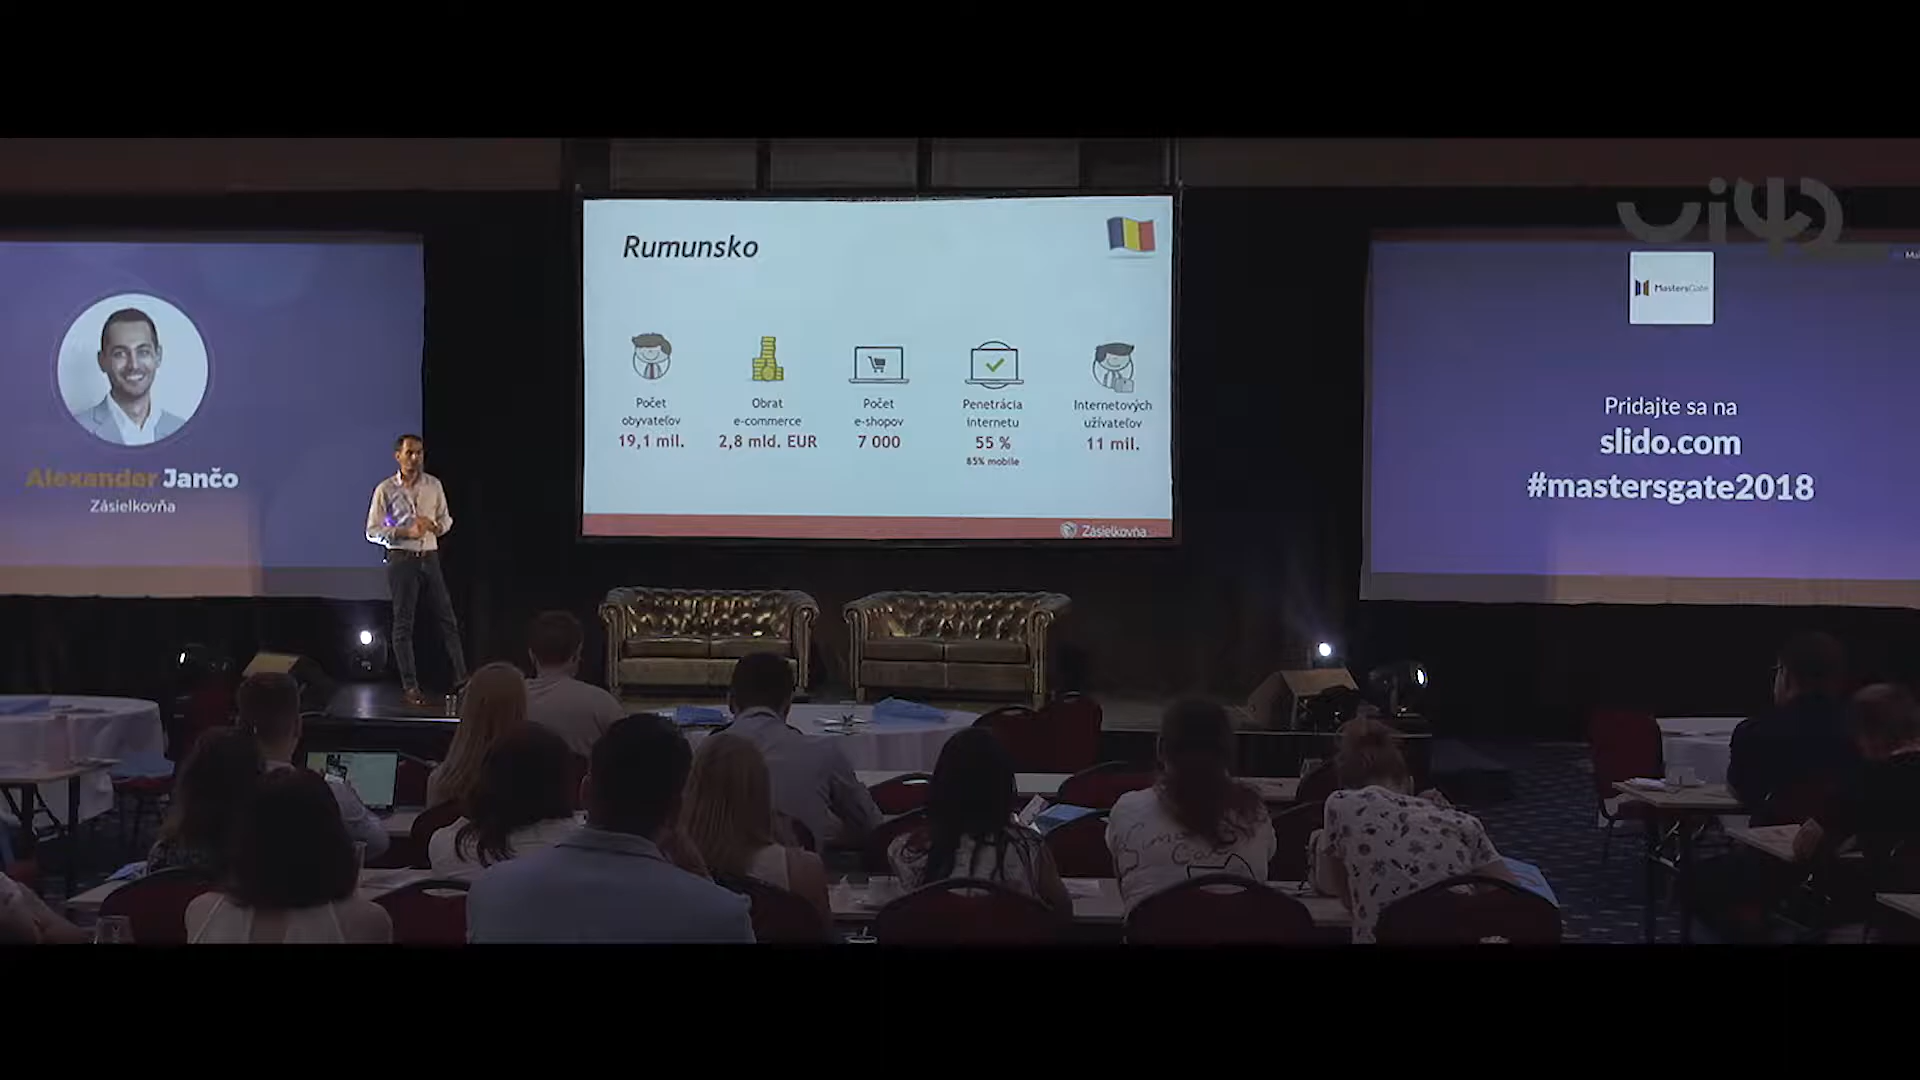 Alexander Jančo
Zásielkovňa
Rumunsko
Počet
obyvateľov
19,1 mil.
Obrat
e-commerce
2,8 mld. EUR
Počet
e-shopov
7 000
Penetrácia
internetu
55 %
85% mobile
Internetových
užívateľov
11 mil.
Zásielkovňa
MastersGate
Pridajte sa na
slido.com
#mastersgate2018